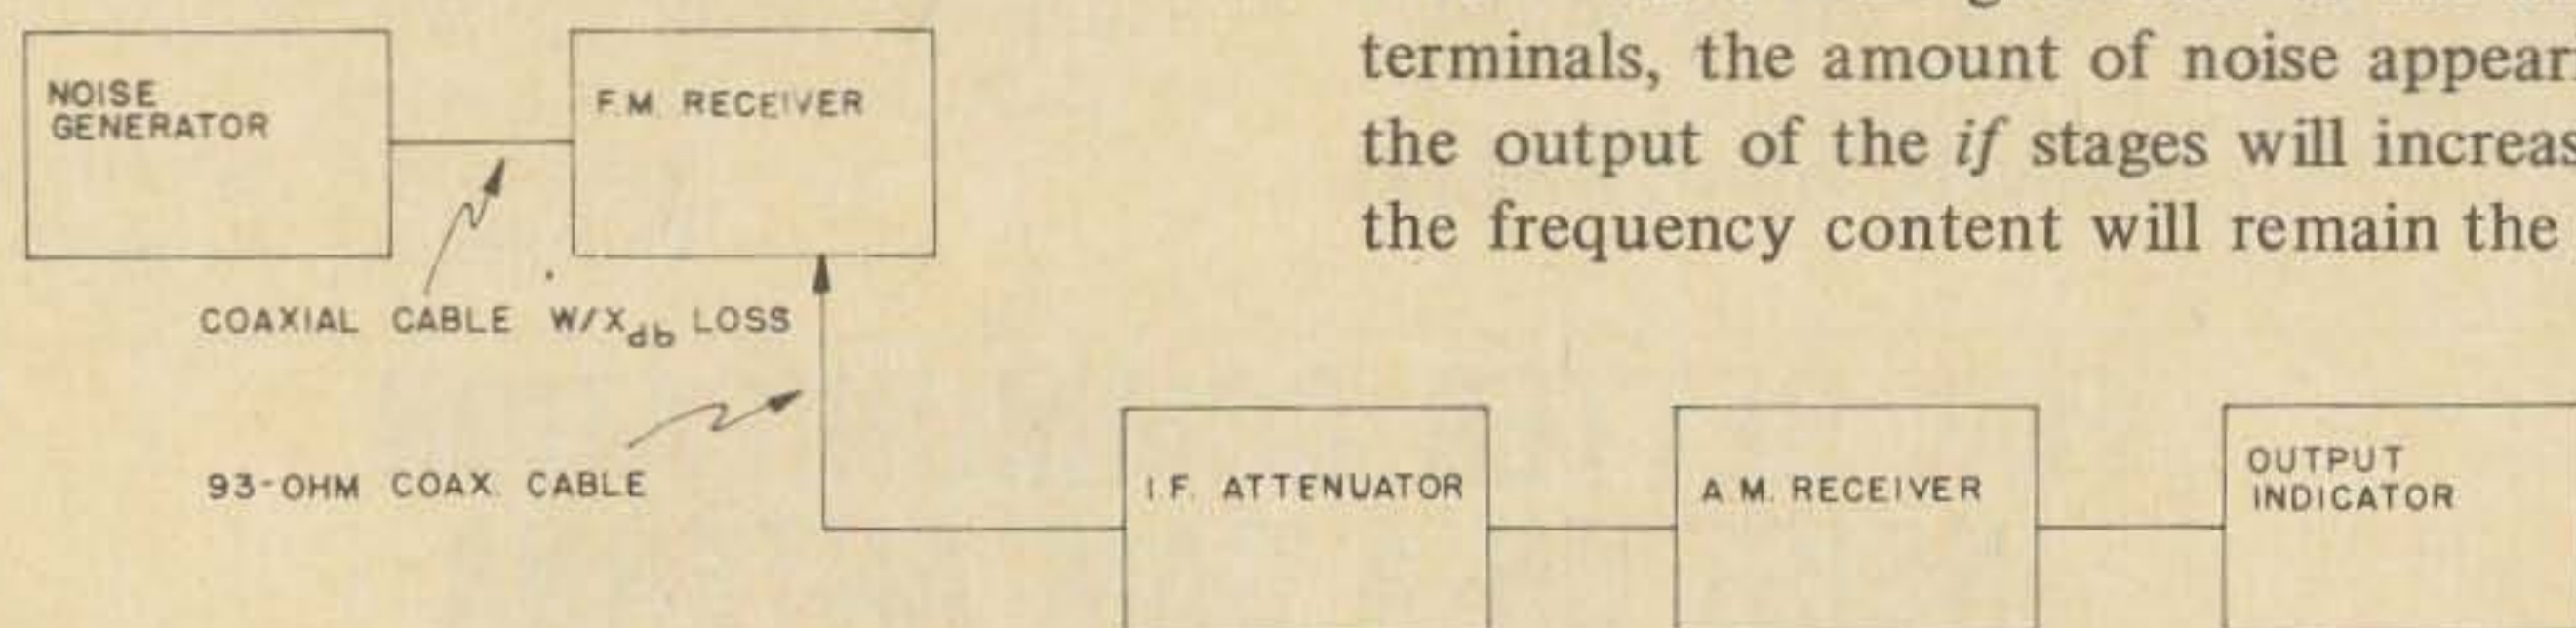 NOISE
GENERATOR
F.M. RECEIVER
COAXIAL CABLE W/Xdb LOSS
93-OHM COAX. CABLE
I.F. ATTENUATOR
A.M. RECEIVER
OUTPUT
INDICATOR
terminals, the amount of noise appear
the output of the if stages will increas
the frequency content will remain the